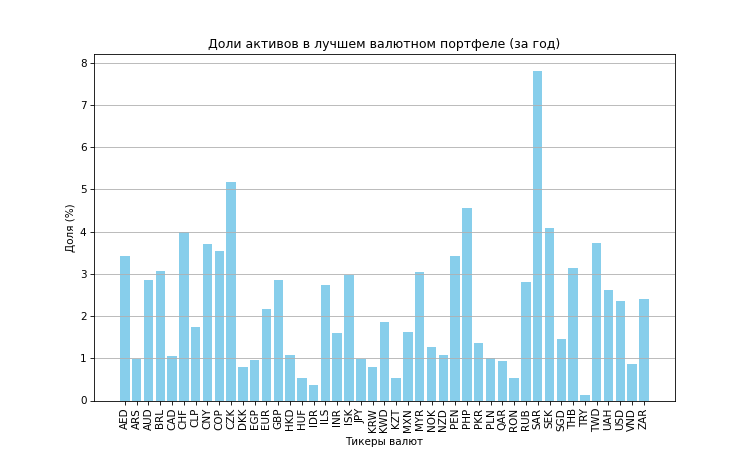 Доли активов в лучшем валютном портфеле (за год)
8
7
6
5
4
3
2
1
0
Доля (%)
AED ARS AUD BRL CAD CHF CLP CNY COP CZK DKK EGP EUR GBP HKD HUF IDR ILS INR ISK JPY KRW KWD KZT MXN MYR NOK NZD PEN PHP PKR PLN QAR RON RUB SAR SEK SGD THB TRY TWD UAH USD VND ZAR
Тикеры валют